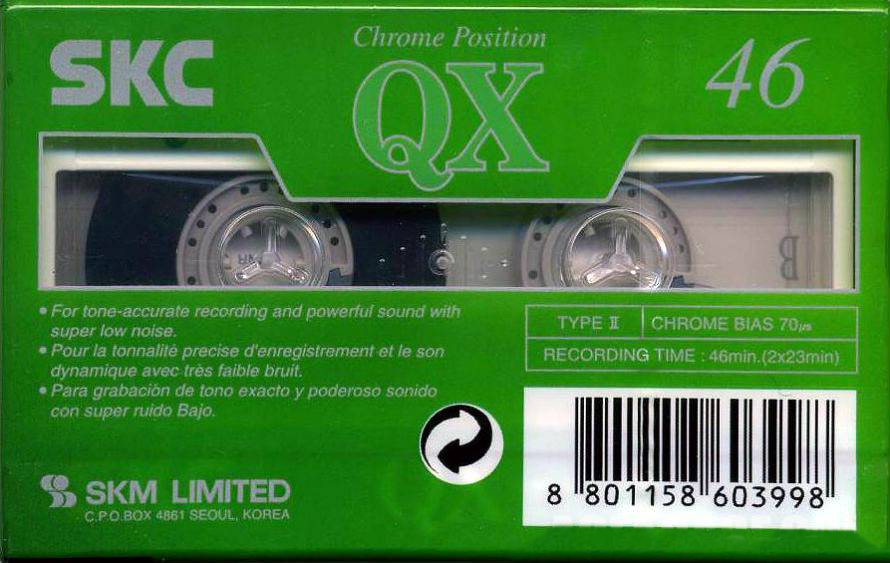 SKC
Chrome Position
QX
46
B
• For tone-accurate recording and powerful sound with
super low noise.
• Pour la tonnalité precise d'enregistrement et le son
dynamique avec très faible bruit.
• Para grabación de tono exacto y poderoso sonido
con super ruido Bajo.
TYPE II
CHROME BIAS 70μs
RECORDING TIME : 46min.(2x23min)
SKM LIMITED
C.P.O.BOX 4861 SEOUL, KOREA
8 801158 603998